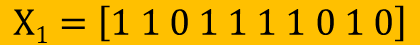 X₁ = [1 1 0 1 1 1 1 0 1 0]